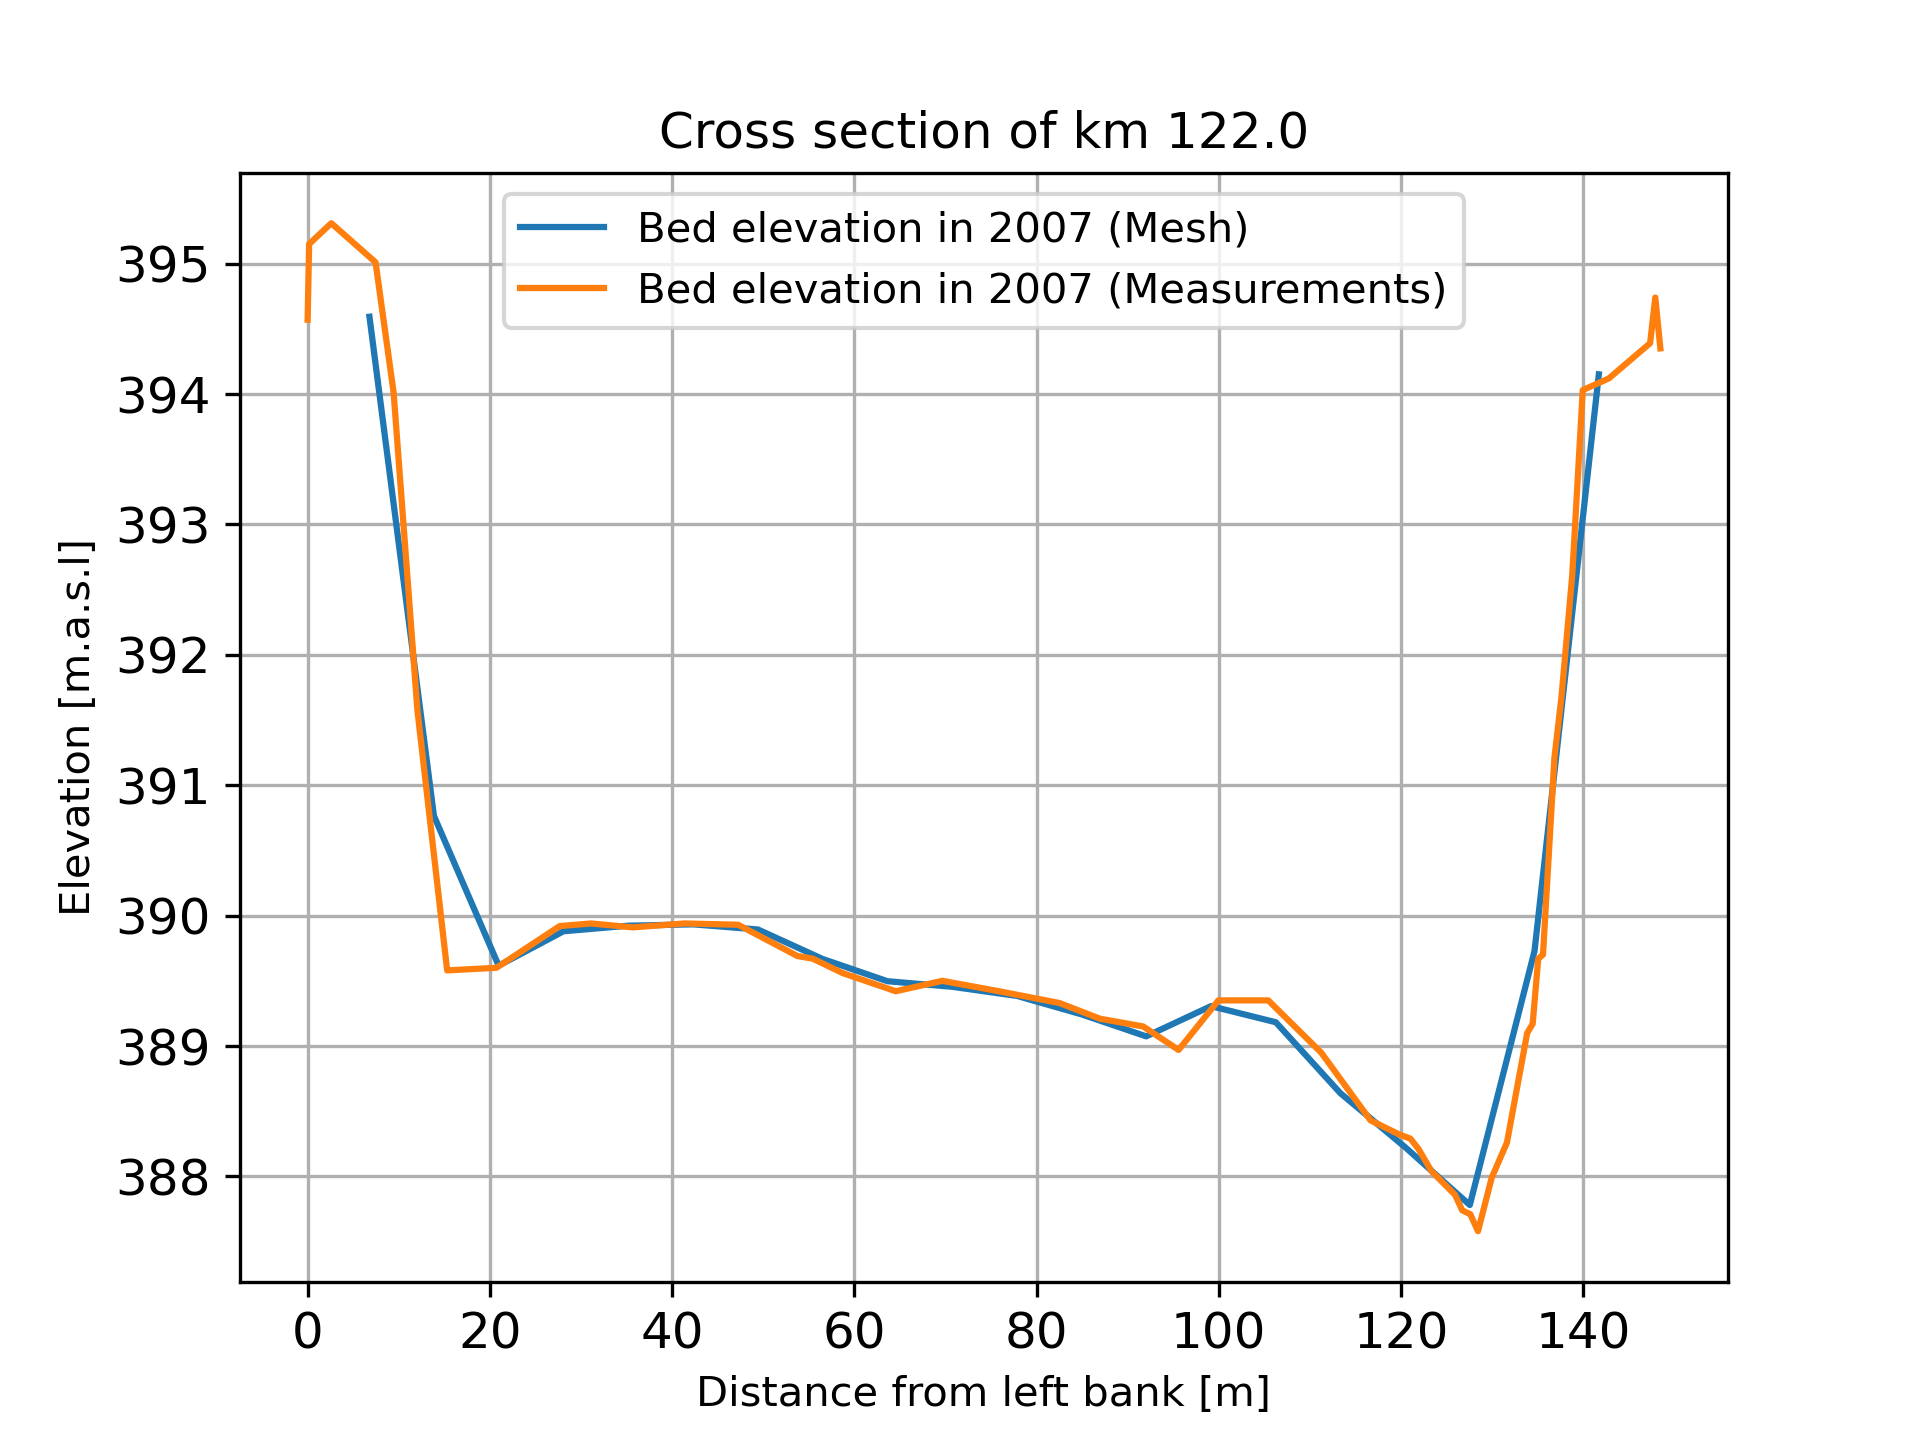 Cross section of km 122.0
Bed elevation in 2007 (Mesh)
Bed elevation in 2007 (Measurements)
Elevation [m.a.s.l]
395
394
393
392
391
390
389
388
0 20 40 60 80 100 120 140
Distance from left bank [m]